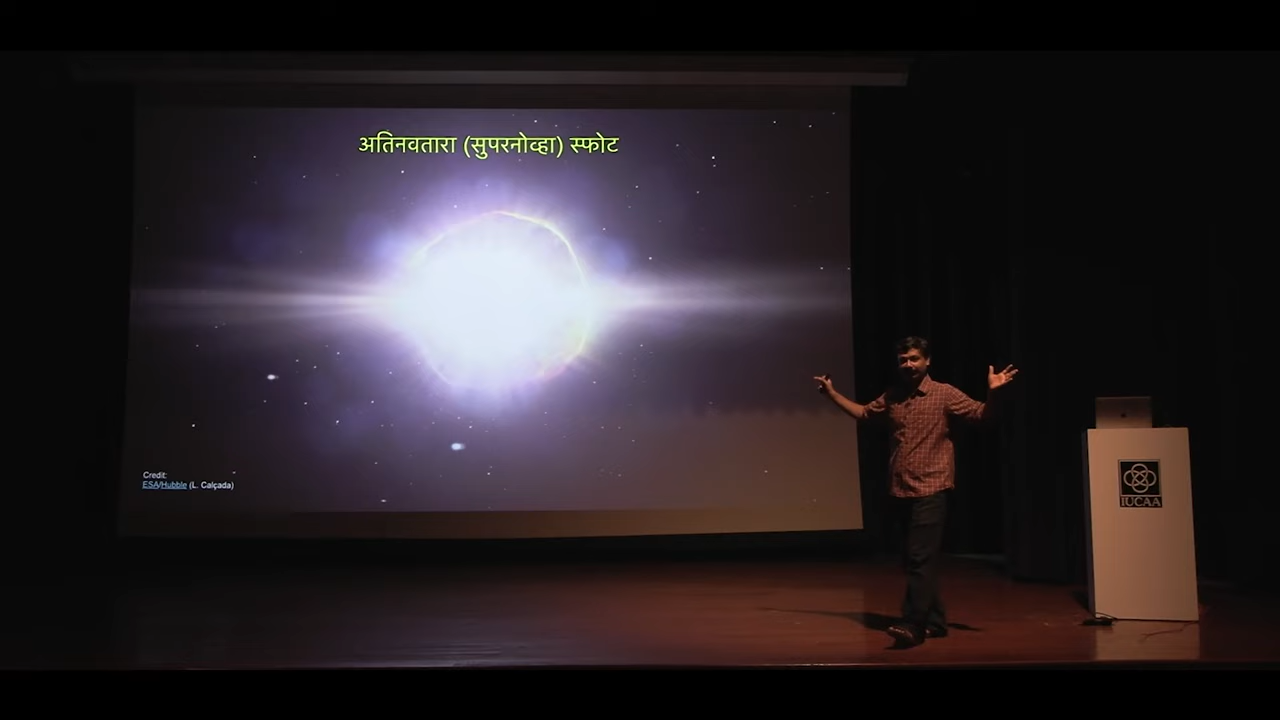 अतिनवतारा (सुपरनोव्हा) स्फोट
Credit:
ESA/Hubble (L. Calçada)
IUCAA